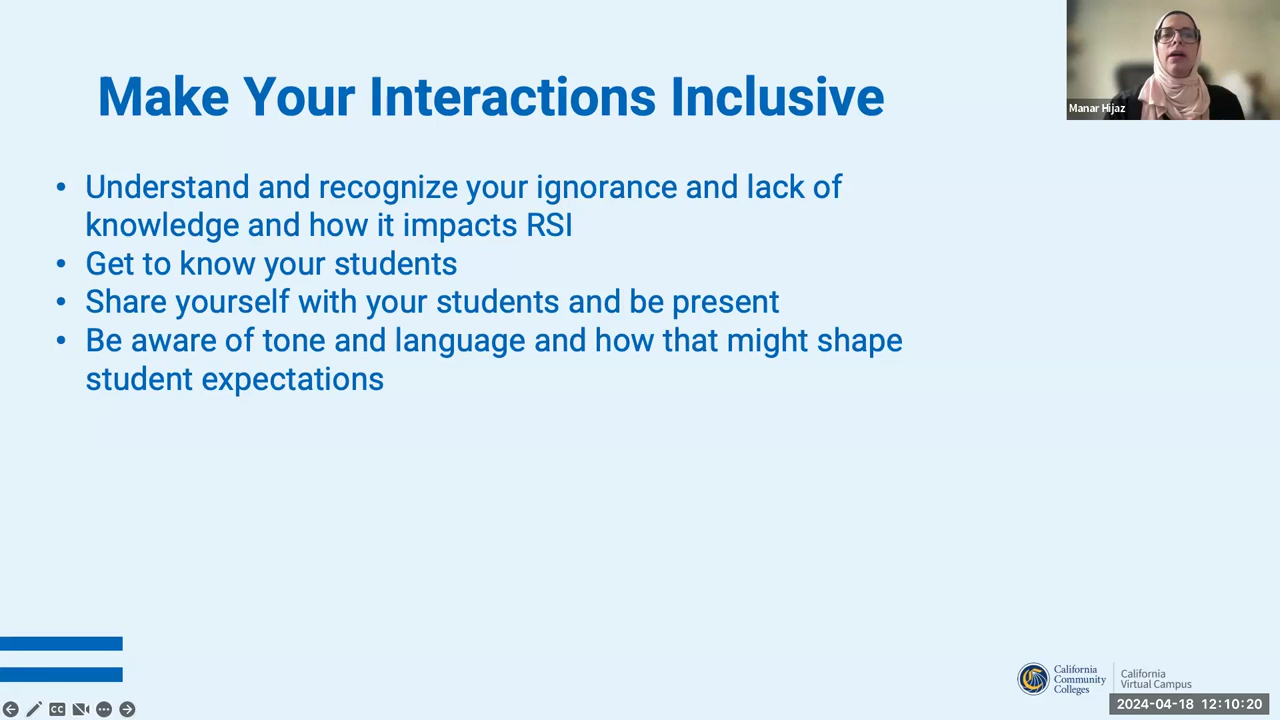 Make Your Interactions Inclusive
Manar Hijaz
• Understand and recognize your ignorance and lack of
knowledge and how it impacts RSI
• Get to know your students
• Share yourself with your students and be present
• Be aware of tone and language and how that might shape
student expectations
California
Community
Colleges
California
Virtual Campus
CC
2024-04-18 12:10:20